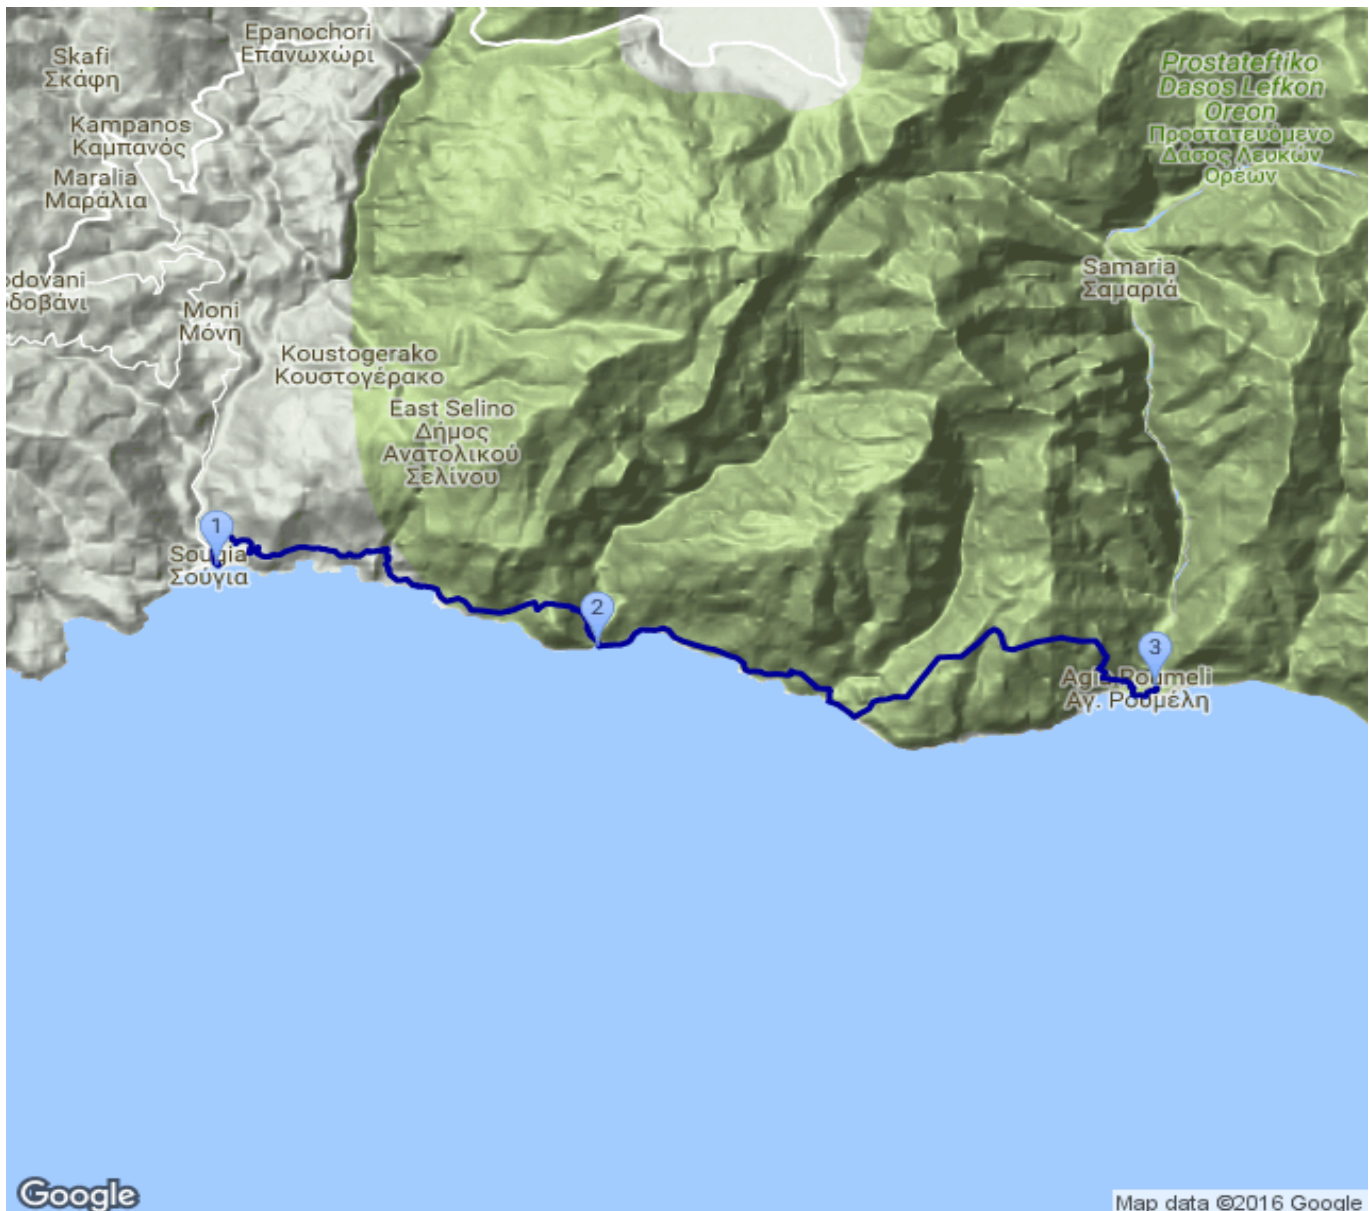 Epanochori
Επανωχώρι
Skafi
Σκάφη
Prostateftiko
Dasos Lefkon
Oreon
Προστατευόμενο
Δάσος Λευκών
Ορέων
Kampanos
Καμπανός
Maralia
Μαράλια
Samaria
Σαμαριά
odovani
δοβάνι
Moni
Μόνη
Koustogerako
Κουστογέρακο
East Selino
Δήμος
Ανατολικού
Σελίνου
1
Sougia
Σούγια
2
3
Agia Roumeli
Αγ. Ρουμέλη
Google
Map data ©2016 Google